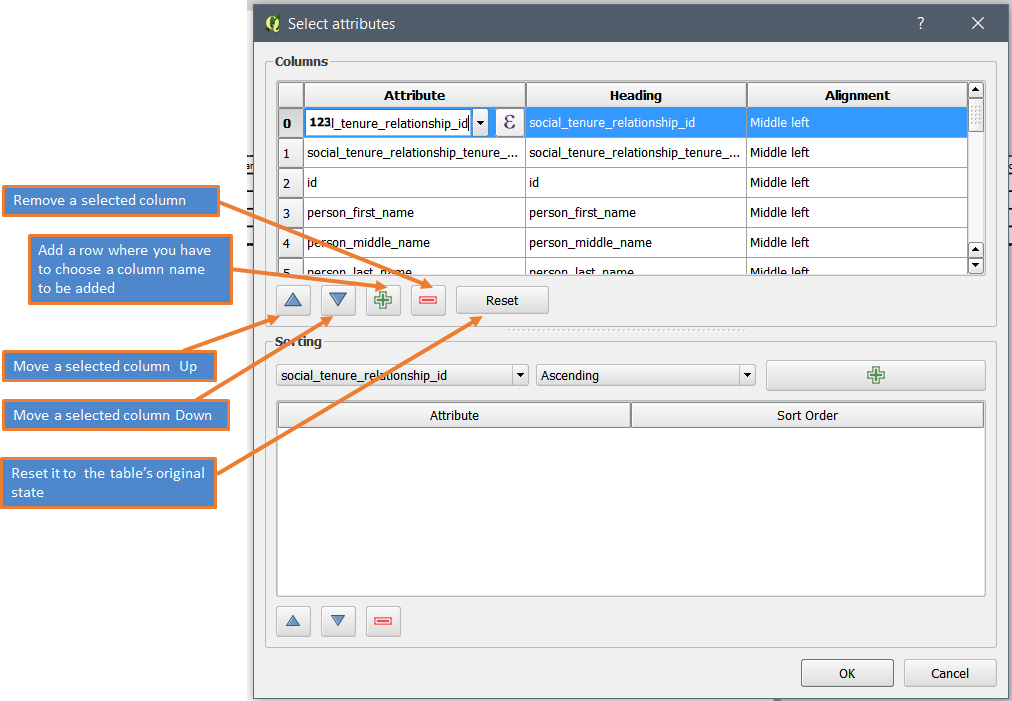 Select attributes ? ×
Columns
Attribute Heading Alignment
0 123 l_tenure_relationship_id ε social_tenure_relationship_id Middle left
1 social_tenure_relationship_tenure_... social_tenure_relationship_tenure_... Middle left
2 id id Middle left
3 person_first_name person_first_name Middle left
4 person_middle_name person_middle_name Middle left
5 person_last_name person_last_name Middle left
Remove a selected column
Add a row where you have
to choose a column name
to be added
Reset
Move a selected column Up
Move a selected column Down
Reset it to the table's original
state
Sorting
social_tenure_relationship_id Ascending
Attribute Sort Order
OK Cancel